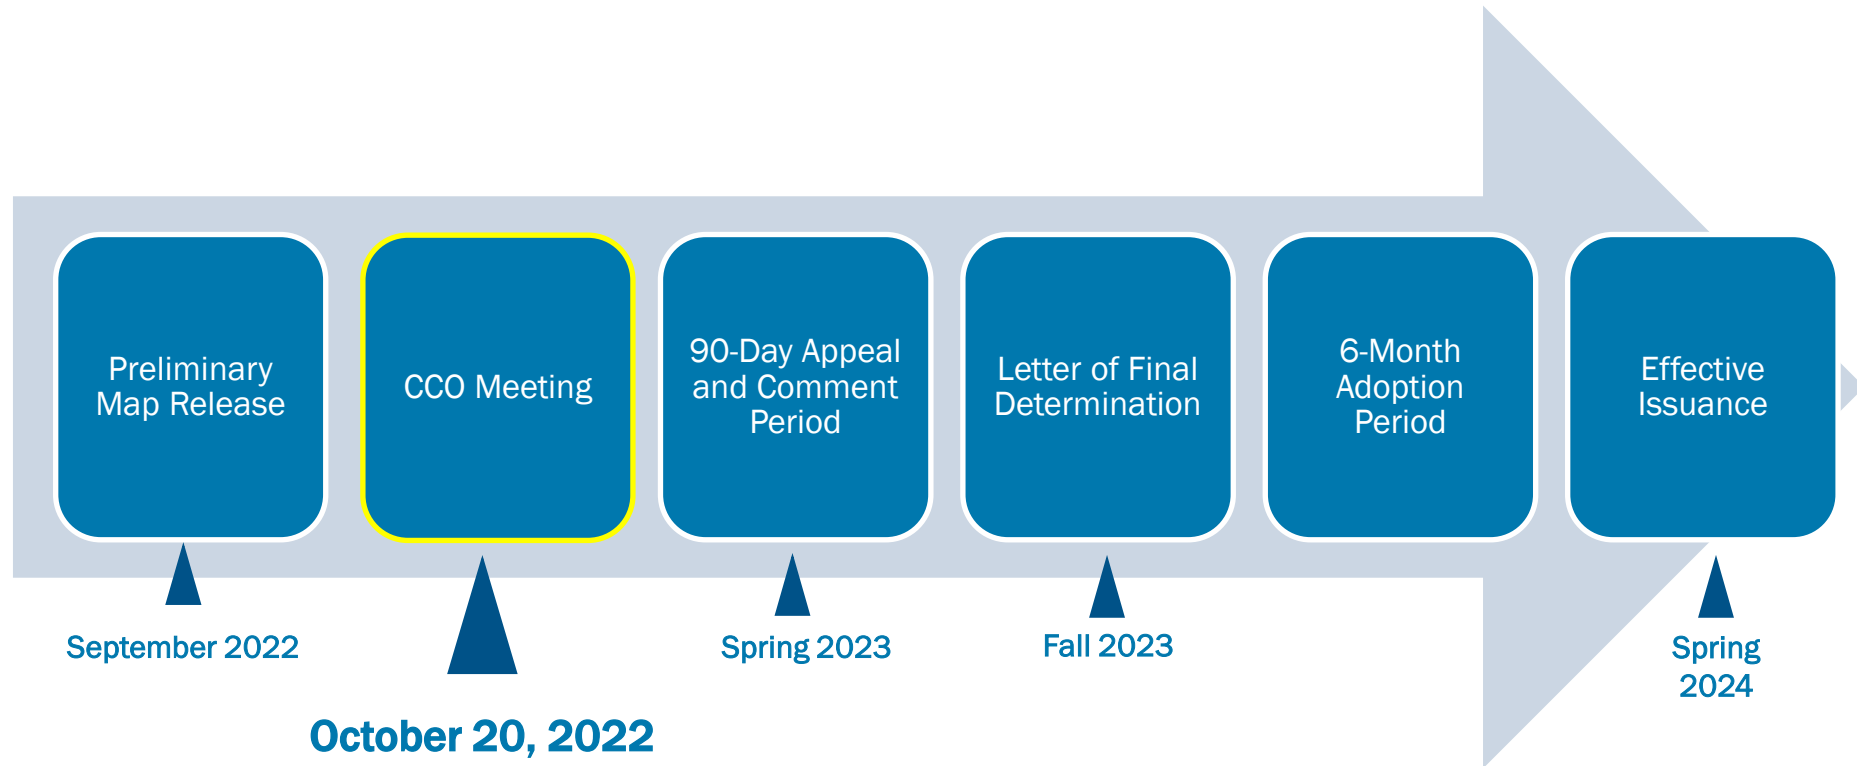 Preliminary
Map Release
CCO Meeting
90-Day Appeal
and Comment
Period
Letter of Final
Determination
6-Month
Adoption
Period
Effective
Issuance
September 2022
October 20, 2022
Spring 2023
Fall 2023
Spring
2024